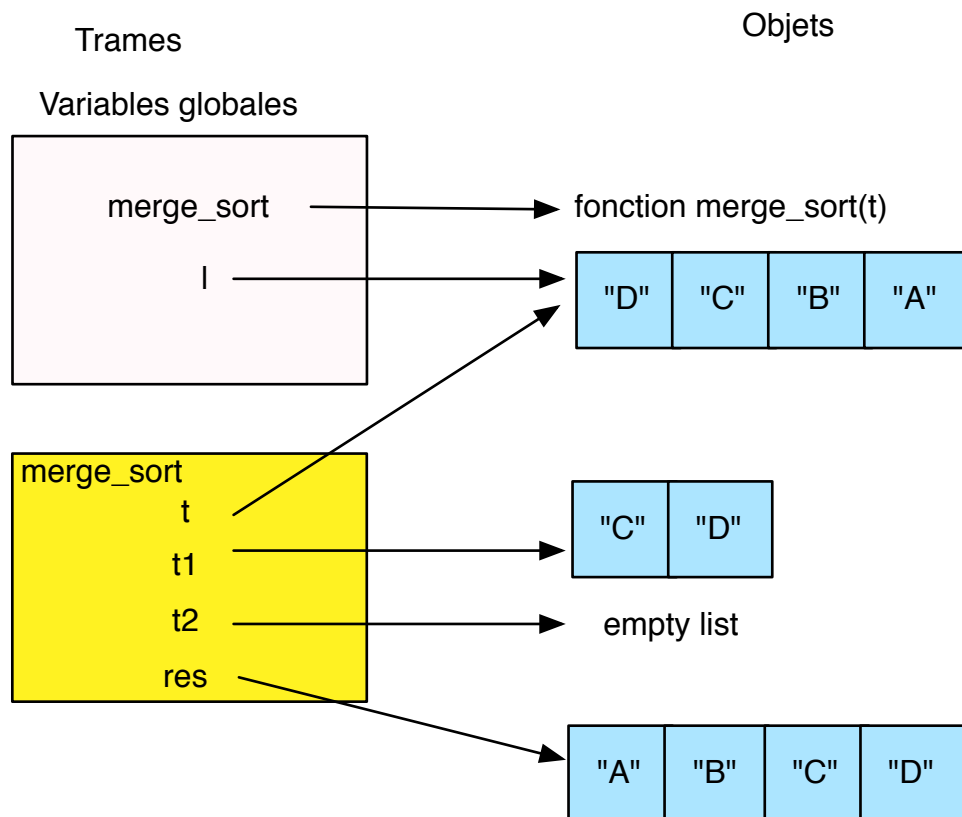 Trames
Objets
Variables globales
merge_sort
fonction merge_sort(t)
l
"D" "C" "B" "A"
merge_sort
t
t1
"C" "D"
t2
empty list
res
"A" "B" "C" "D"